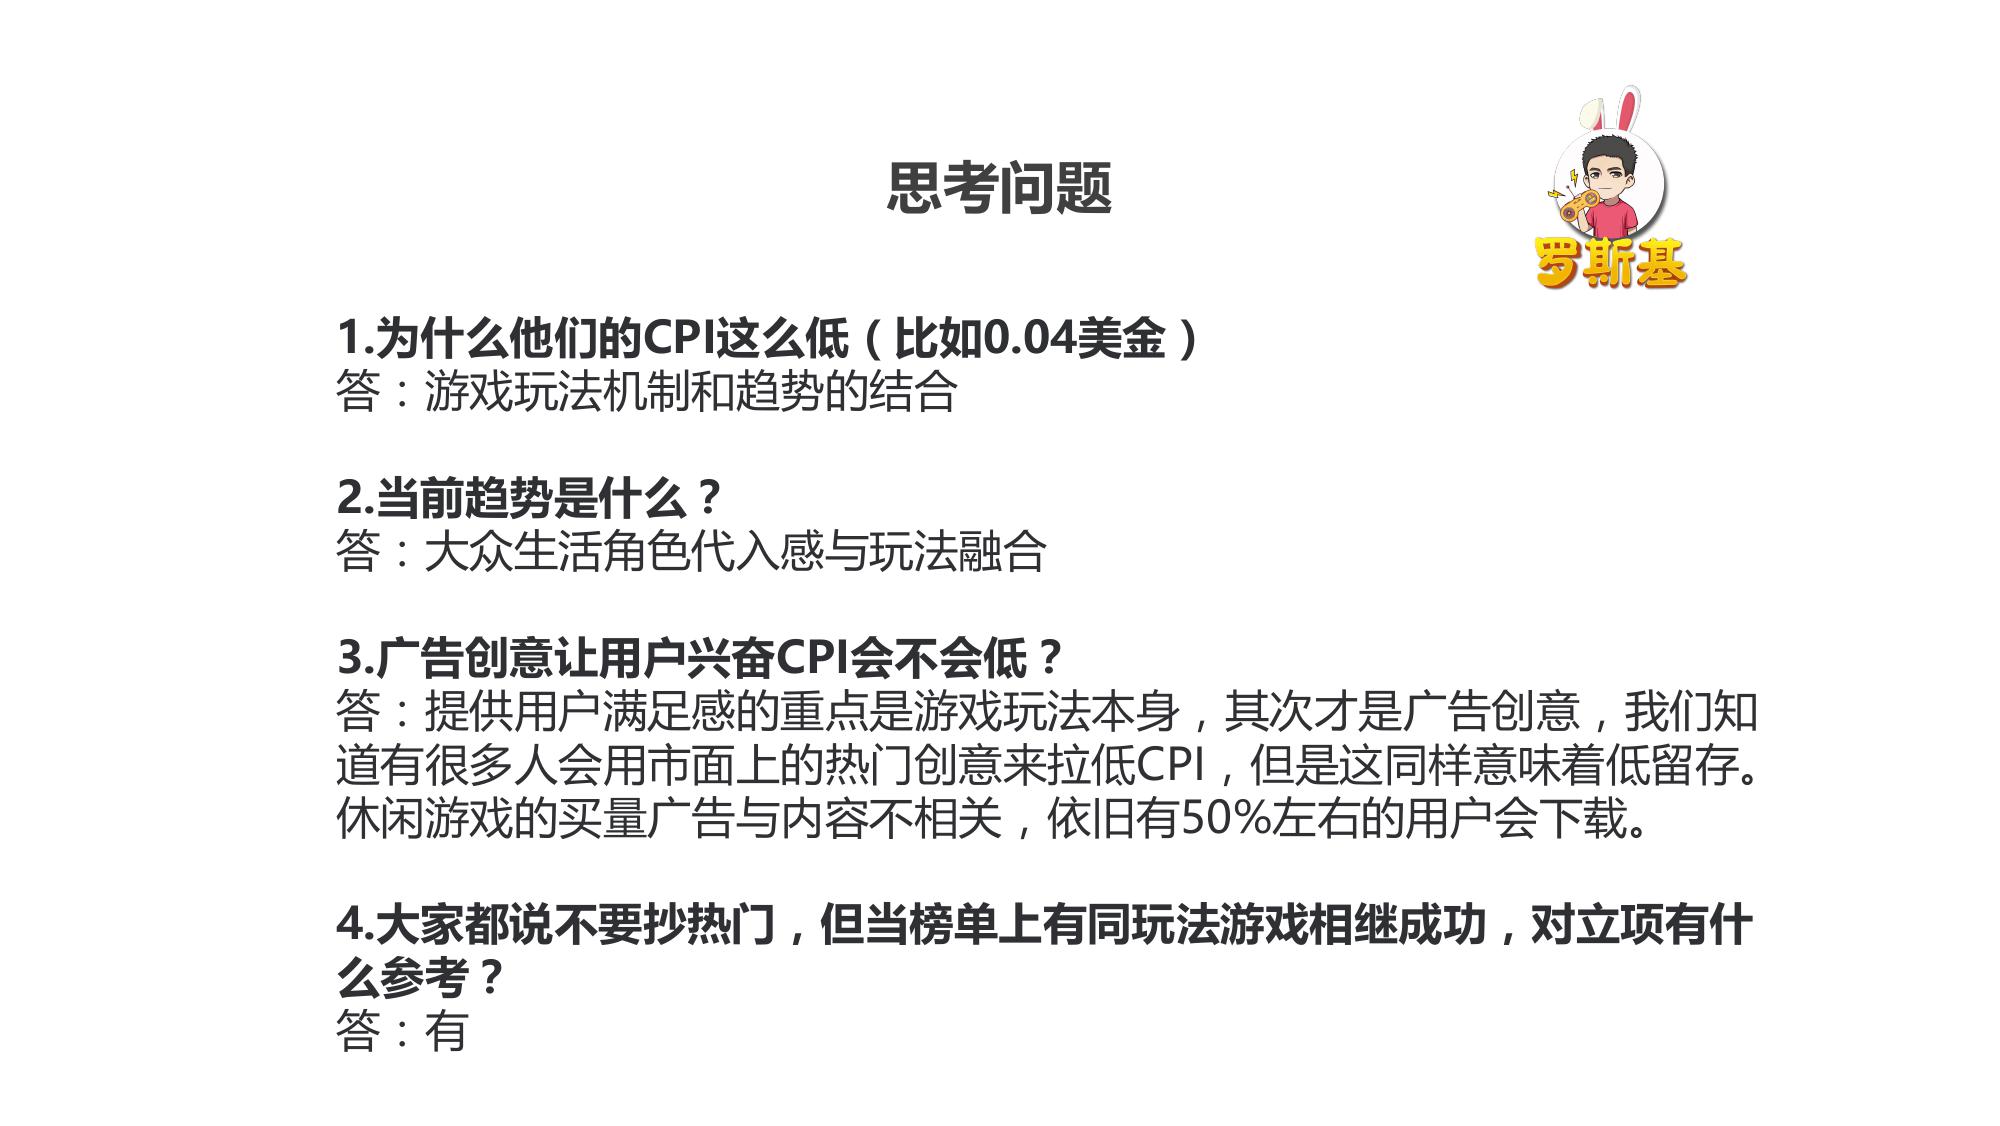 思考问题
罗斯基
1.为什么他们的CPI这么低（比如0.04美金）
答：游戏玩法机制和趋势的结合
2.当前趋势是什么？
答：大众生活角色代入感与玩法融合
3.广告创意让用户兴奋CPI会不会低？
答：提供用户满足感的重点是游戏玩法本身，其次才是广告创意，我们知
道有很多人会用市面上的热门创意来拉低CPI，但是这同样意味着低留存。
休闲游戏的买量广告与内容不相关，依旧有50%左右的用户会下载。
4.大家都说不要抄热门，但当榜单上有同玩法游戏相继成功，对立项有什
么参考？
答：有